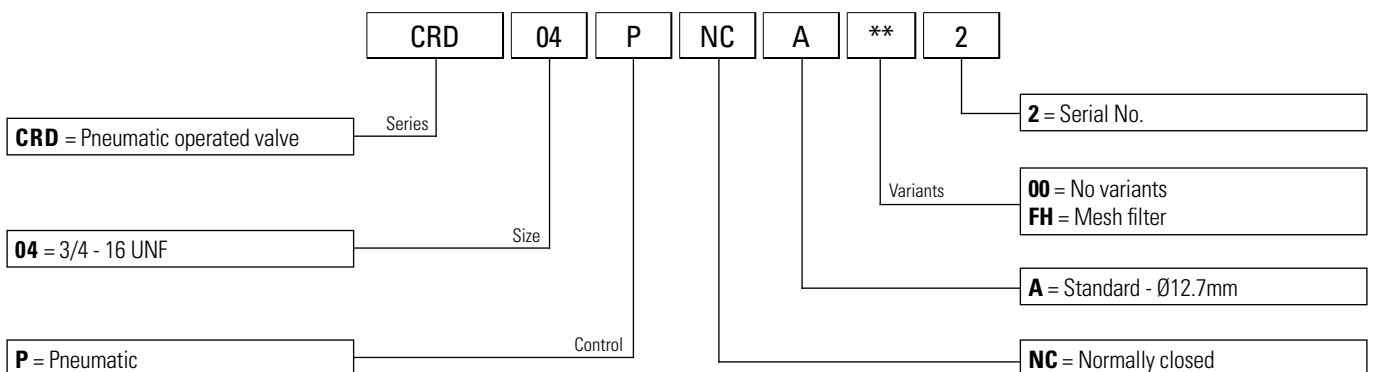 CRD 04 P NC A ** 2
Series
CRD = Pneumatic operated valve
2 = Serial No.
Variants
00 = No variants
FH = Mesh filter
Size
04 = 3/4 - 16 UNF
A = Standard - Ø12.7mm
Control
P = Pneumatic
NC = Normally closed